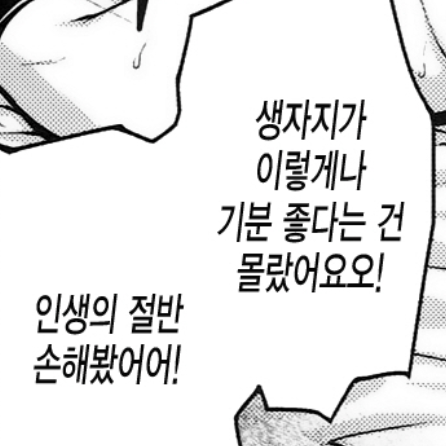 생자지가
이렇게나
기분 좋다는 건
몰랐어요오!
인생의 절반
손해봤어어!